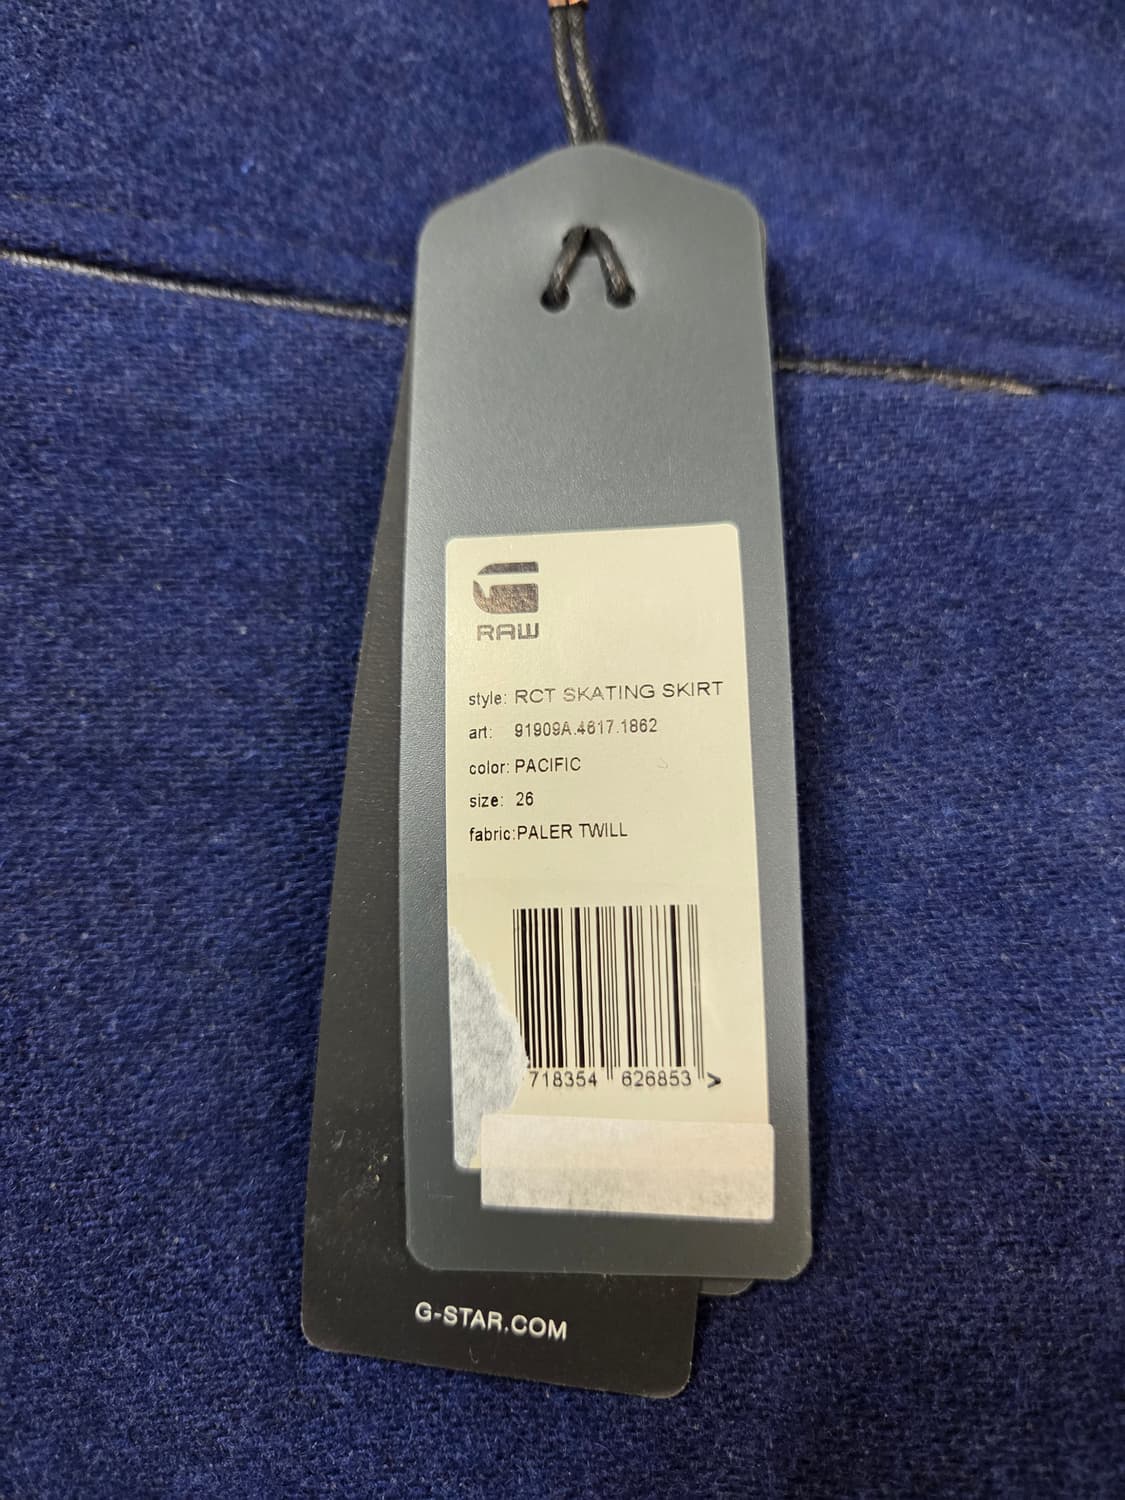 RAW
style: RCT SKATING SKIRT
art: 91909A.4617.1862
color: PACIFIC
size: 26
fabric:PALER TWILL
718354 626853 >
G-STAR.COM